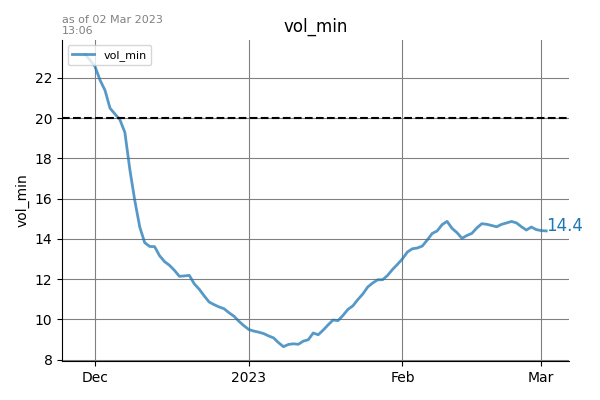 as of 02 Mar 2023
13:06
vol_min
vol_min
22
20
18
16
14
12
10
8
vol_min
14.4
Dec
2023
Feb
Mar